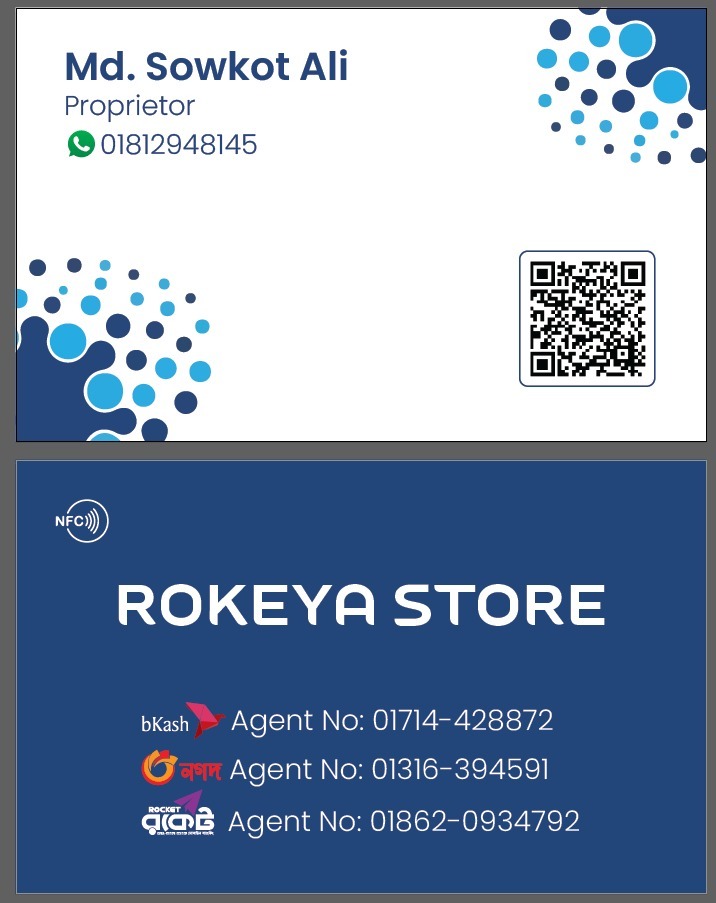 Md. Sowkot Ali
Proprietor
01812948145
NFC
ROKEYA STORE
bKash Agent No: 01714-428872
নগদ Agent No: 01316-394591
ROCKET
রকেট Agent No: 01862-0934792